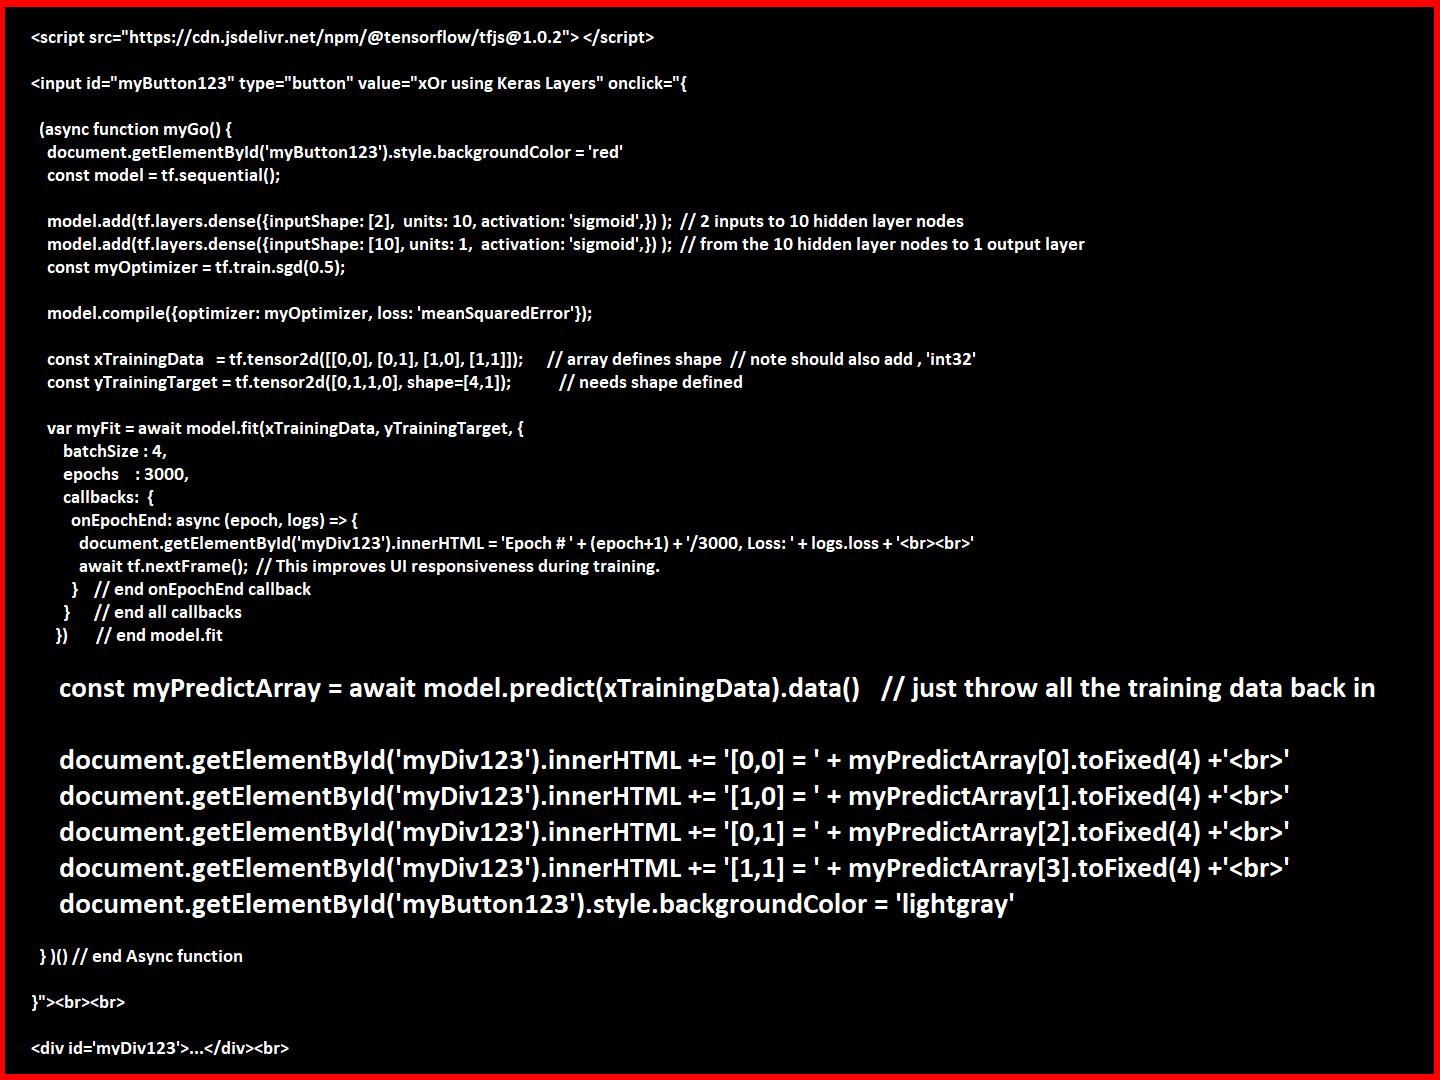 <script src="https://cdn.jsdelivr.net/npm/@tensorflow/tfjs@1.0.2"> </script>
<input id="myButton123" type="button" value="xOr using Keras Layers" onclick="{
(async function myGo() {
document.getElementById('myButton123').style.backgroundColor = 'red'
const model = tf.sequential();
model.add(tf.layers.dense({inputShape: [2],  units: 10, activation: 'sigmoid',}) );  // 2 inputs to 10 hidden layer nodes
model.add(tf.layers.dense({inputShape: [10], units: 1,  activation: 'sigmoid',}) );  // from the 10 hidden layer nodes to 1 output layer
const myOptimizer = tf.train.sgd(0.5);
model.compile({optimizer: myOptimizer, loss: 'meanSquaredError'});
const xTrainingData   = tf.tensor2d([[0,0], [0,1], [1,0], [1,1]]);      // array defines shape  // note should also add , 'int32'
const yTrainingTarget = tf.tensor2d([0,1,1,0], shape=[4,1]);            // needs shape defined
var myFit = await model.fit(xTrainingData, yTrainingTarget, {
batchSize : 4,
epochs    : 3000,
callbacks:  {
onEpochEnd: async (epoch, logs) => {
document.getElementById('myDiv123').innerHTML = 'Epoch # ' + (epoch+1) + '/3000, Loss: ' + logs.loss + '<br><br>'
await tf.nextFrame();  // This improves UI responsiveness during training.
}    // end onEpochEnd callback
}      // end all callbacks
})       // end model.fit
const myPredictArray = await model.predict(xTrainingData).data()   // just throw all the training data back in
document.getElementById('myDiv123').innerHTML += '[0,0] = ' + myPredictArray[0].toFixed(4) +'<br>'
document.getElementById('myDiv123').innerHTML += '[1,0] = ' + myPredictArray[1].toFixed(4) +'<br>'
document.getElementById('myDiv123').innerHTML += '[0,1] = ' + myPredictArray[2].toFixed(4) +'<br>'
document.getElementById('myDiv123').innerHTML += '[1,1] = ' + myPredictArray[3].toFixed(4) +'<br>'
document.getElementById('myButton123').style.backgroundColor = 'lightgray'
} )() // end Async function
}"><br><br>
<div id='myDiv123'>...</div><br>